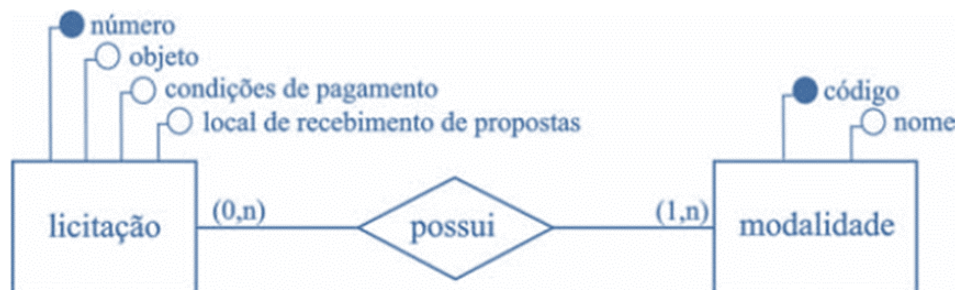 número
objeto
condições de pagamento
código
local de recebimento de propostas
nome
(0,n)
(1,n)
licitação
possui
modalidade